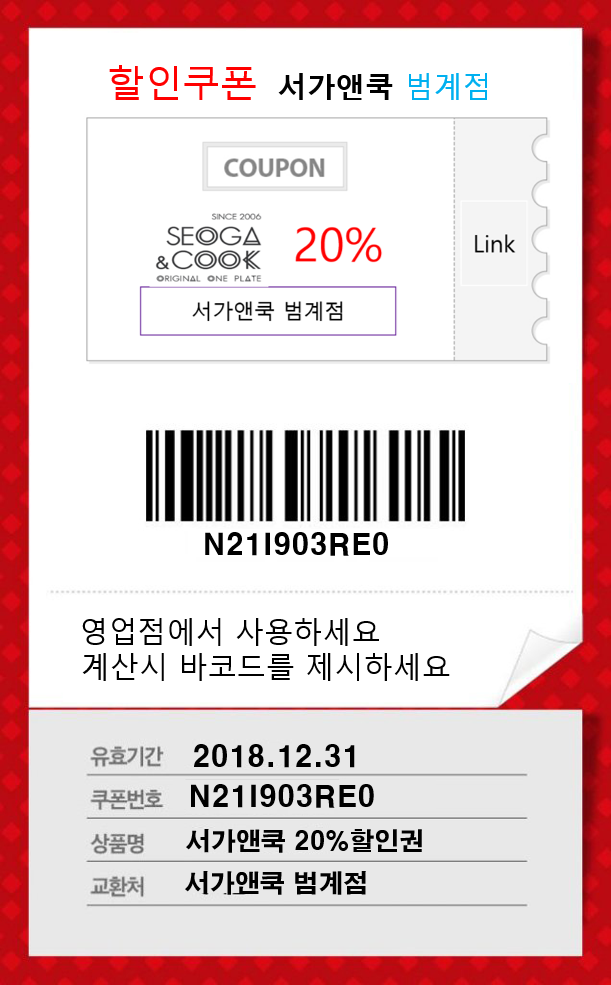 할인쿠폰 서가앤쿡 범계점
COUPON
SINCE 2006
SEOGA
&COOK
ORIGINAL ONE PLATE
20%
Link
서가앤쿡 범계점
N21I903RE0
영업점에서 사용하세요
계산시 바코드를 제시하세요
유효기간 2018.12.31
쿠폰번호 N21I903RE0
상품명 서가앤쿡 20%할인권
교환처 서가앤쿡 범계점